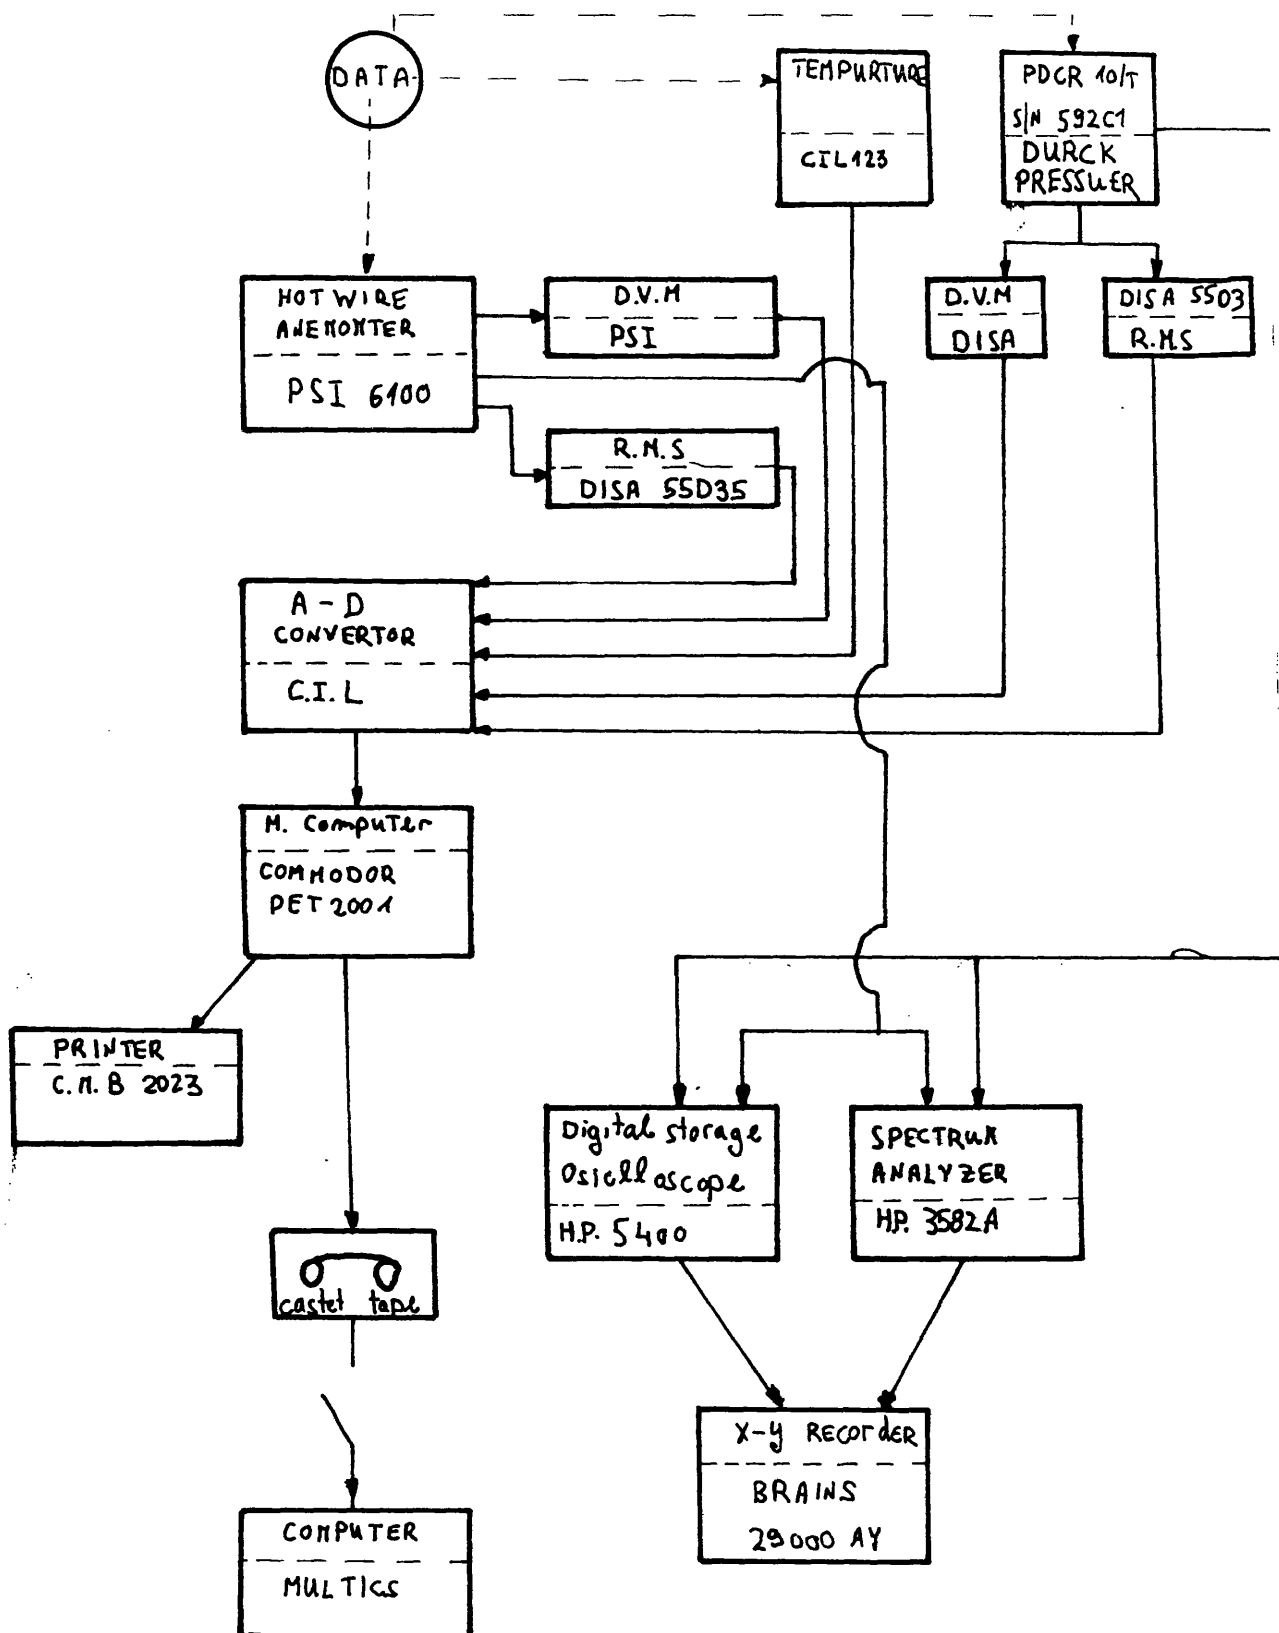 DATA
TEMPURTURE
CIL123
PDCR 10/T
S/N 592C1
DURCK
PRESSUER
HOT WIRE
ANEMOMTER
PSI 6100
D.V.M
PSI
D.V.M
DISA
DISA 5503
R.M.S
R.M.S
DISA 55D35
A-D
CONVERTOR
C.I.L
M. Computer
COMMODOR
PET 2001
PRINTER
C.M.B 2023
Digital storage
Osicilloscope
H.P. 5400
SPECTRUM
ANALYZER
HP. 3582A
castet tape
X-Y RECOrdER
BRAINS
29000 AY
COMPUTER
MULTICS